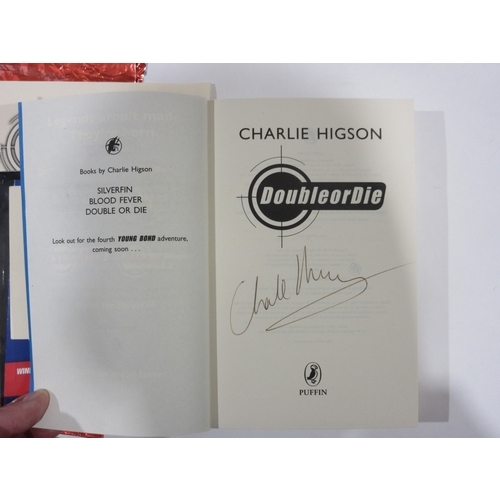 Books by Charlie Higson
SILVERFIN
BLOOD FEVER
DOUBLE OR DIE
Look out for the fourth YOUNG BOND adventure,
coming soon . . .
CHARLIE HIGSON
DoubleorDie
PUFFIN